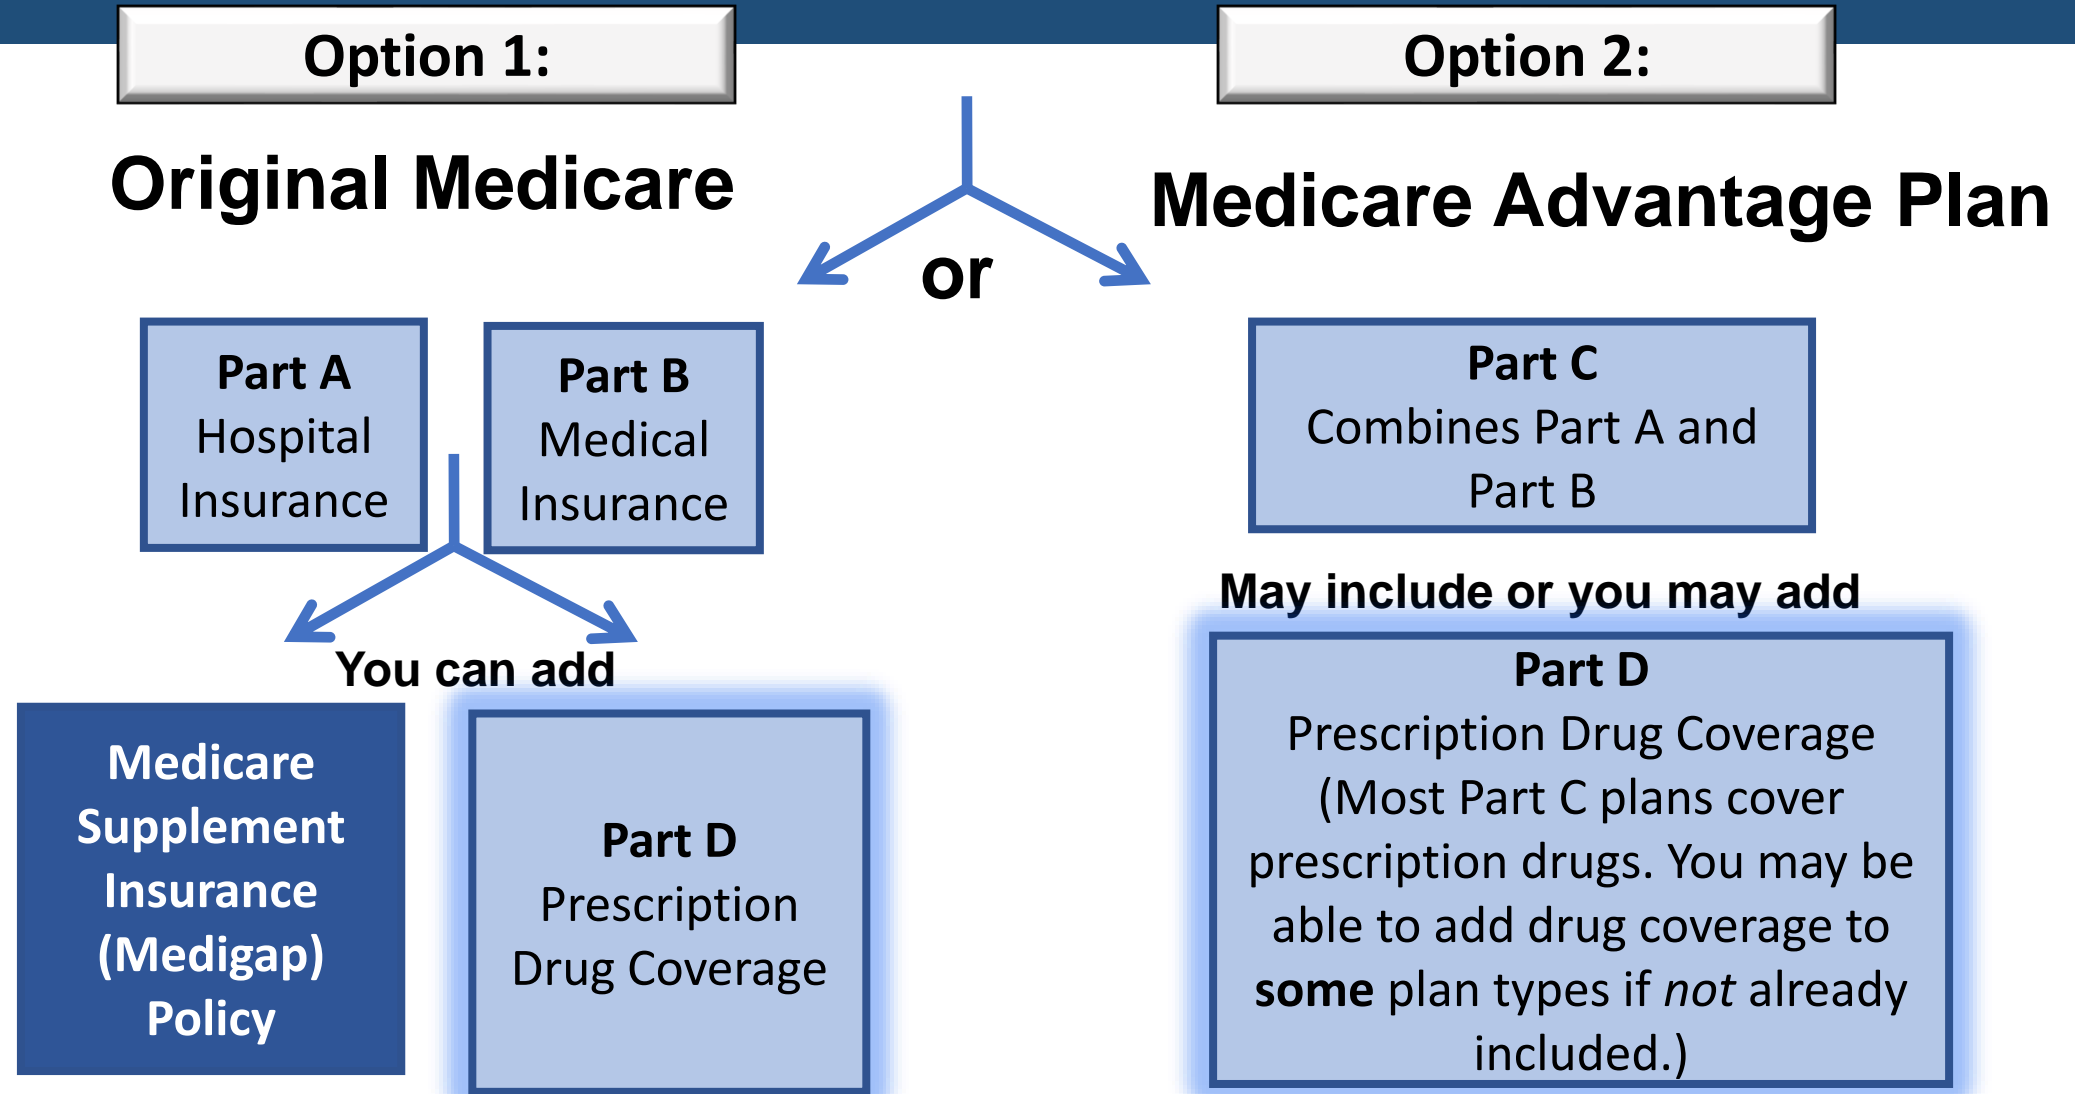 Option 1:
Original Medicare
Part A
Hospital
Insurance
Part B
Medical
Insurance
You can add
Medicare
Supplement
Insurance
(Medigap)
Policy
Part D
Prescription
Drug Coverage
or
Option 2:
Medicare Advantage Plan
Part C
Combines Part A and
Part B
May include or you may add
Part D
Prescription Drug Coverage
(Most Part C plans cover
prescription drugs. You may be
able to add drug coverage to
some plan types if not already
included.)